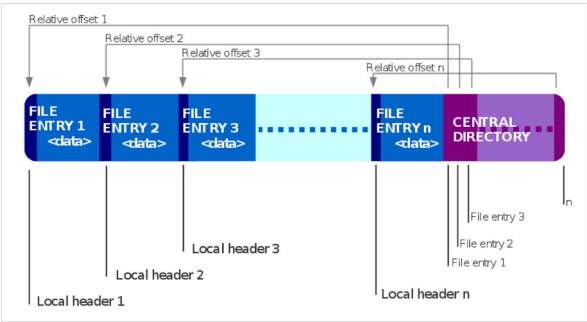 Relative offset 1
Relative offset 2
Relative offset 3
Relative offset n
FILE
ENTRY 1
<data>
FILE
ENTRY 2
<data>
FILE
ENTRY 3
<data>
FILE
ENTRY n
<data>
CENTRAL
DIRECTORY
n
File entry 3
File entry 2
File entry 1
Local header 3
Local header 2
Local header n
Local header 1